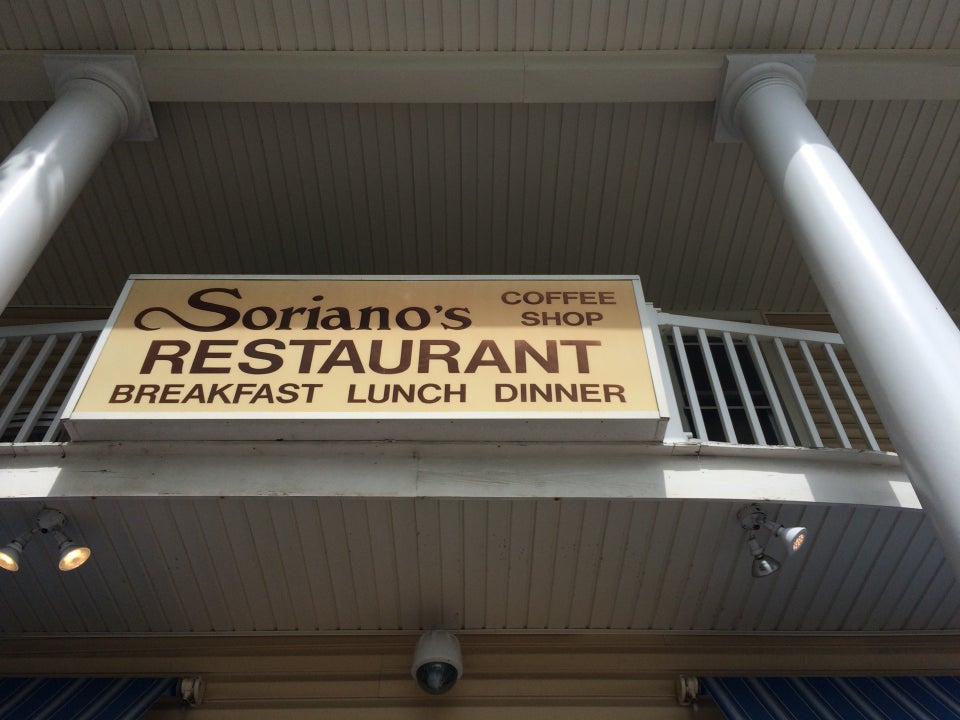 Soriano's
COFFEE
SHOP
RESTAURANT
BREAKFAST LUNCH DINNER